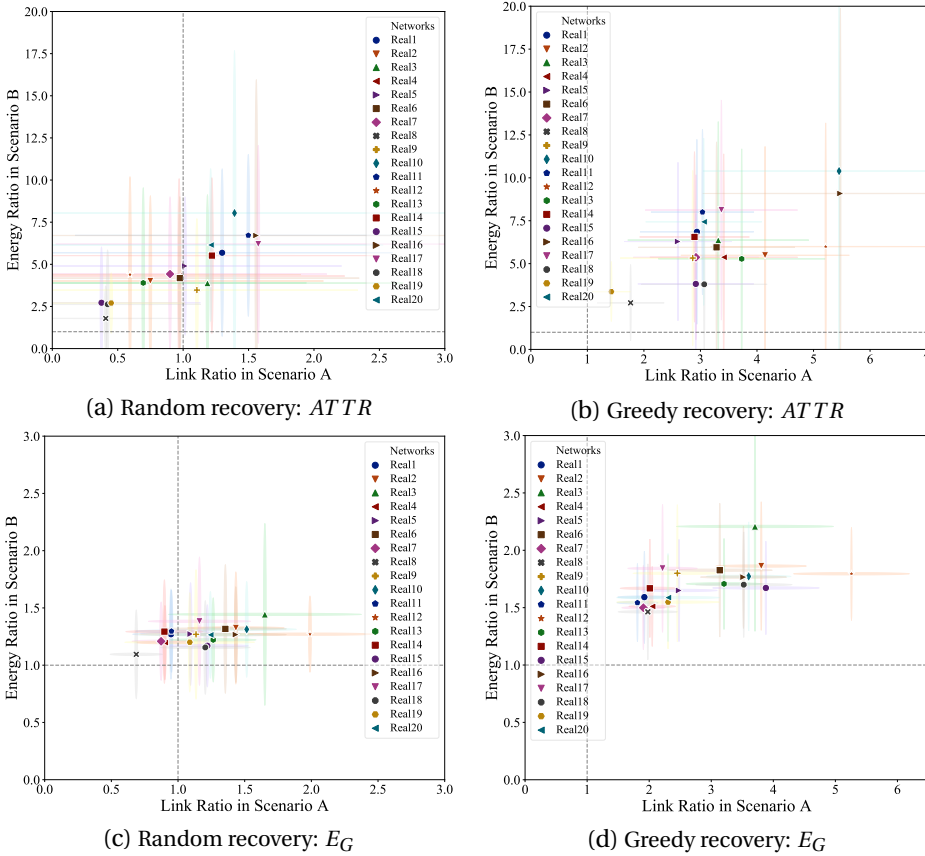 20.0
17.5
15.0
12.5
10.0
7.5
5.0
2.5
0.0
Energy Ratio in Scenario B
0.0 0.5 1.0 1.5 2.0 2.5 3.0
Link Ratio in Scenario A
Networks
Real1
Real2
Real3
Real4
Real5
Real6
Real7
Real8
Real9
Real10
Real11
Real12
Real13
Real14
Real15
Real16
Real17
Real18
Real19
Real20
(a) Random recovery: ATTR
20.0
17.5
15.0
12.5
10.0
7.5
5.0
2.5
0.0
Energy Ratio in Scenario B
0 1 2 3 4 5 6 7
Link Ratio in Scenario A
Networks
Real1
Real2
Real3
Real4
Real5
Real6
Real7
Real8
Real9
Real10
Real11
Real12
Real13
Real14
Real15
Real16
Real17
Real18
Real19
Real20
(b) Greedy recovery: ATTR
3.0
2.5
2.0
1.5
1.0
0.5
0.0
Energy Ratio in Scenario B
0.0 0.5 1.0 1.5 2.0 2.5 3.0
Link Ratio in Scenario A
Networks
Real1
Real2
Real3
Real4
Real5
Real6
Real7
Real8
Real9
Real10
Real11
Real12
Real13
Real14
Real15
Real16
Real17
Real18
Real19
Real20
(c) Random recovery: E_G
3.0
2.5
2.0
1.5
1.0
0.5
0.0
Energy Ratio in Scenario B
0 1 2 3 4 5 6
Link Ratio in Scenario A
Networks
Real1
Real2
Real3
Real4
Real5
Real6
Real7
Real8
Real9
Real10
Real11
Real12
Real13
Real14
Real15
Real16
Real17
Real18
Real19
Real20
(d) Greedy recovery: E_G